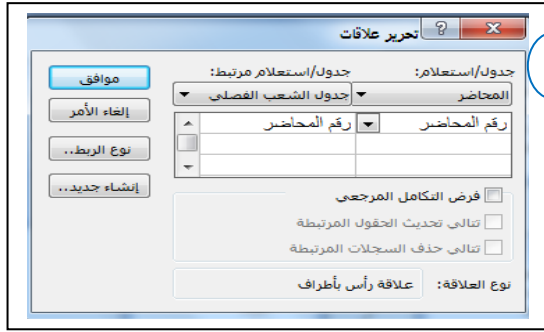 تحرير علاقات
جدول/استعلام: جدول/استعلام مرتبط:
المحاضر جدول الشعب الفصلي
رقم المحاضر رقم المحاضر
موافق
إلغاء الأمر
نوع الربط..
إنشاء جديد..
فرض التكامل المرجعي
تتالي تحديث الحقول المرتبطة
تتالي حذف السجلات المرتبطة
نوع العلاقة: علاقة رأس بأطراف